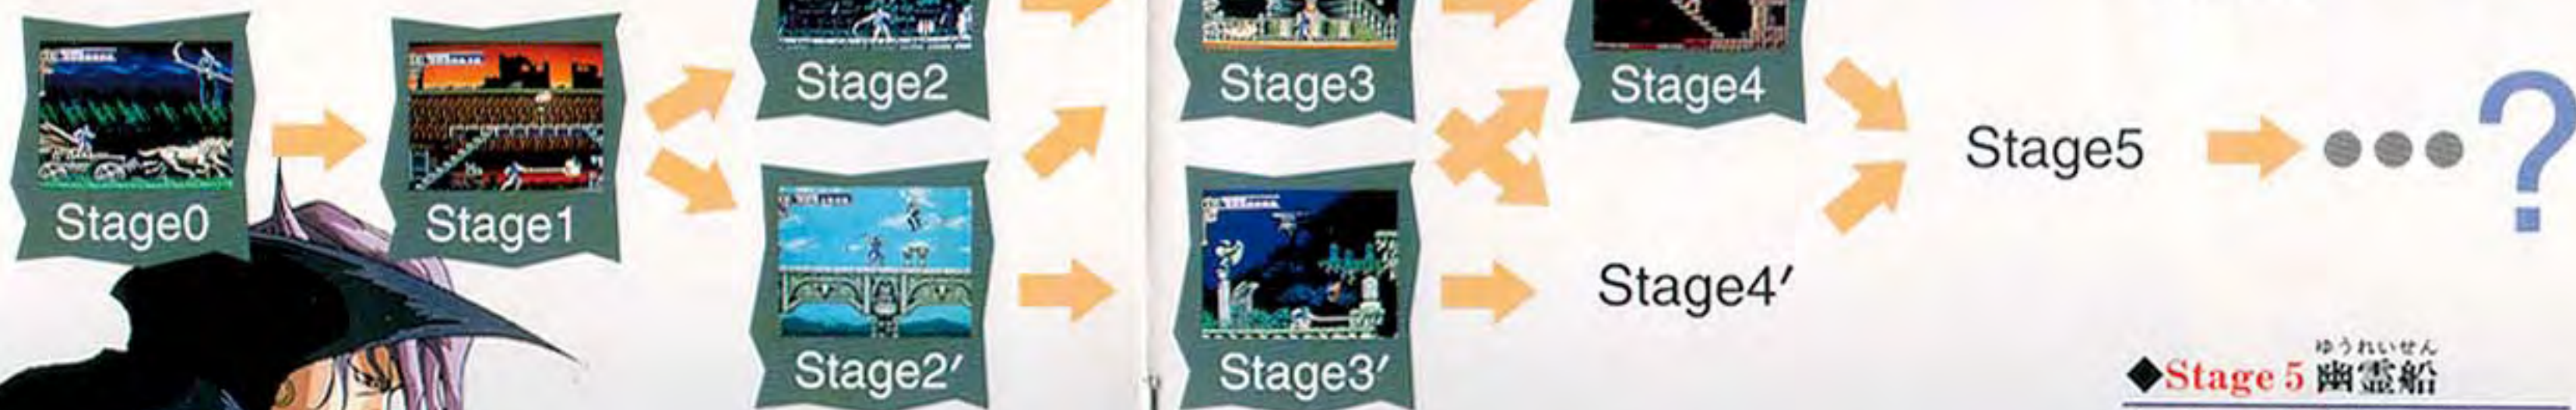 Stage2
Stage3
Stage4
Stage0
Stage1
Stage5
?
Stage2′
Stage3′
Stage4′
ゆうれいせん
◆Stage 5 幽霊船